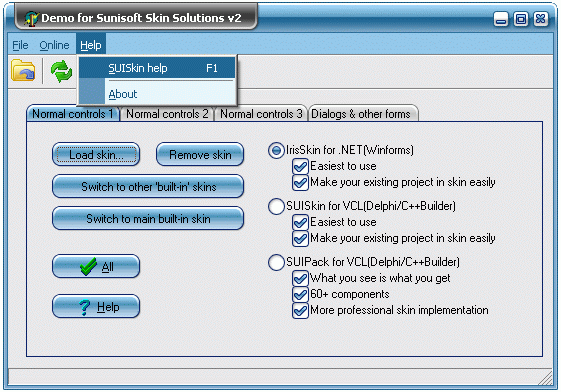 Demo for Sunisoft Skin Solutions v2
File Online Help
SUISkin help F1
About
Normal controls 1 Normal controls 2 Normal controls 3 Dialogs & other forms
Load skin... Remove skin
Switch to other 'built-in' skins
Switch to main built-in skin
All
Help
IrisSkin for .NET(Winforms)
Easiest to use
Make your existing project in skin easily
SUISkin for VCL(Delphi/C++Builder)
Easiest to use
Make your existing project in skin easily
SUIPack for VCL(Delphi/C++Builder)
What you see is what you get
60+ components
More professional skin implementation